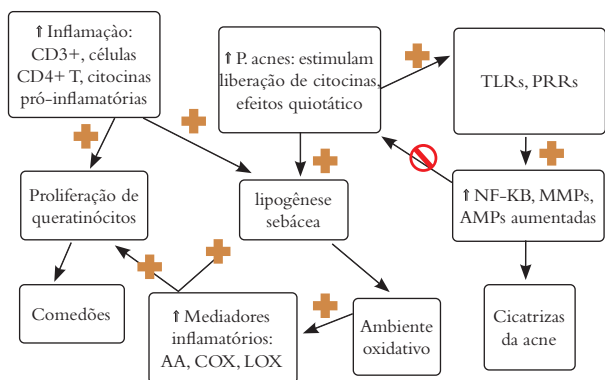 ⬆ Inflamaçào:
CD3+, células
CD4+ T, citocinas
pró-inflamatórias
⬆ P. acnes: estimulam
liberação de citocinas,
efeitos quiotático
TLRs, PRRs
Proliferação de
queratinócitos
lipogênese
sebácea
⬆ NF-KB, MMPs,
AMPs aumentadas
Comedões
⬆ Mediadores
inflamatórios:
AA, COX, LOX
Ambiente
oxidativo
Cicatrizas
da acne